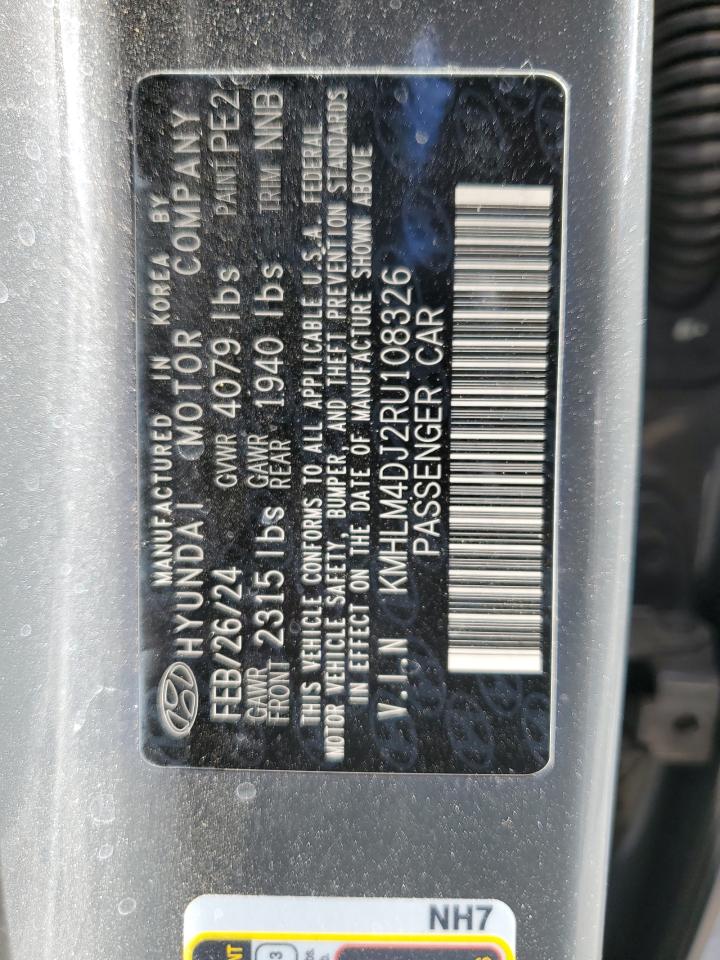 MANUFACTURED IN KOREA BY
HYUNDAI MOTOR COMPANY
FEB/26/24 GVWR 4079 lbs PAINT PE2
GAWR FRONT 2315 lbs GAWR REAR 1940 lbs TRIM NNB
THIS VEHICLE CONFORMS TO ALL APPLICABLE U.S.A. FEDERAL
MOTOR VEHICLE SAFETY, BUMPER, AND THEFT PREVENTION STANDARDS
IN EFFECT ON THE DATE OF MANUFACTURE SHOWN ABOVE
V.I.N KMHLM4DJ2RU108326
PASSENGER CAR
NH7